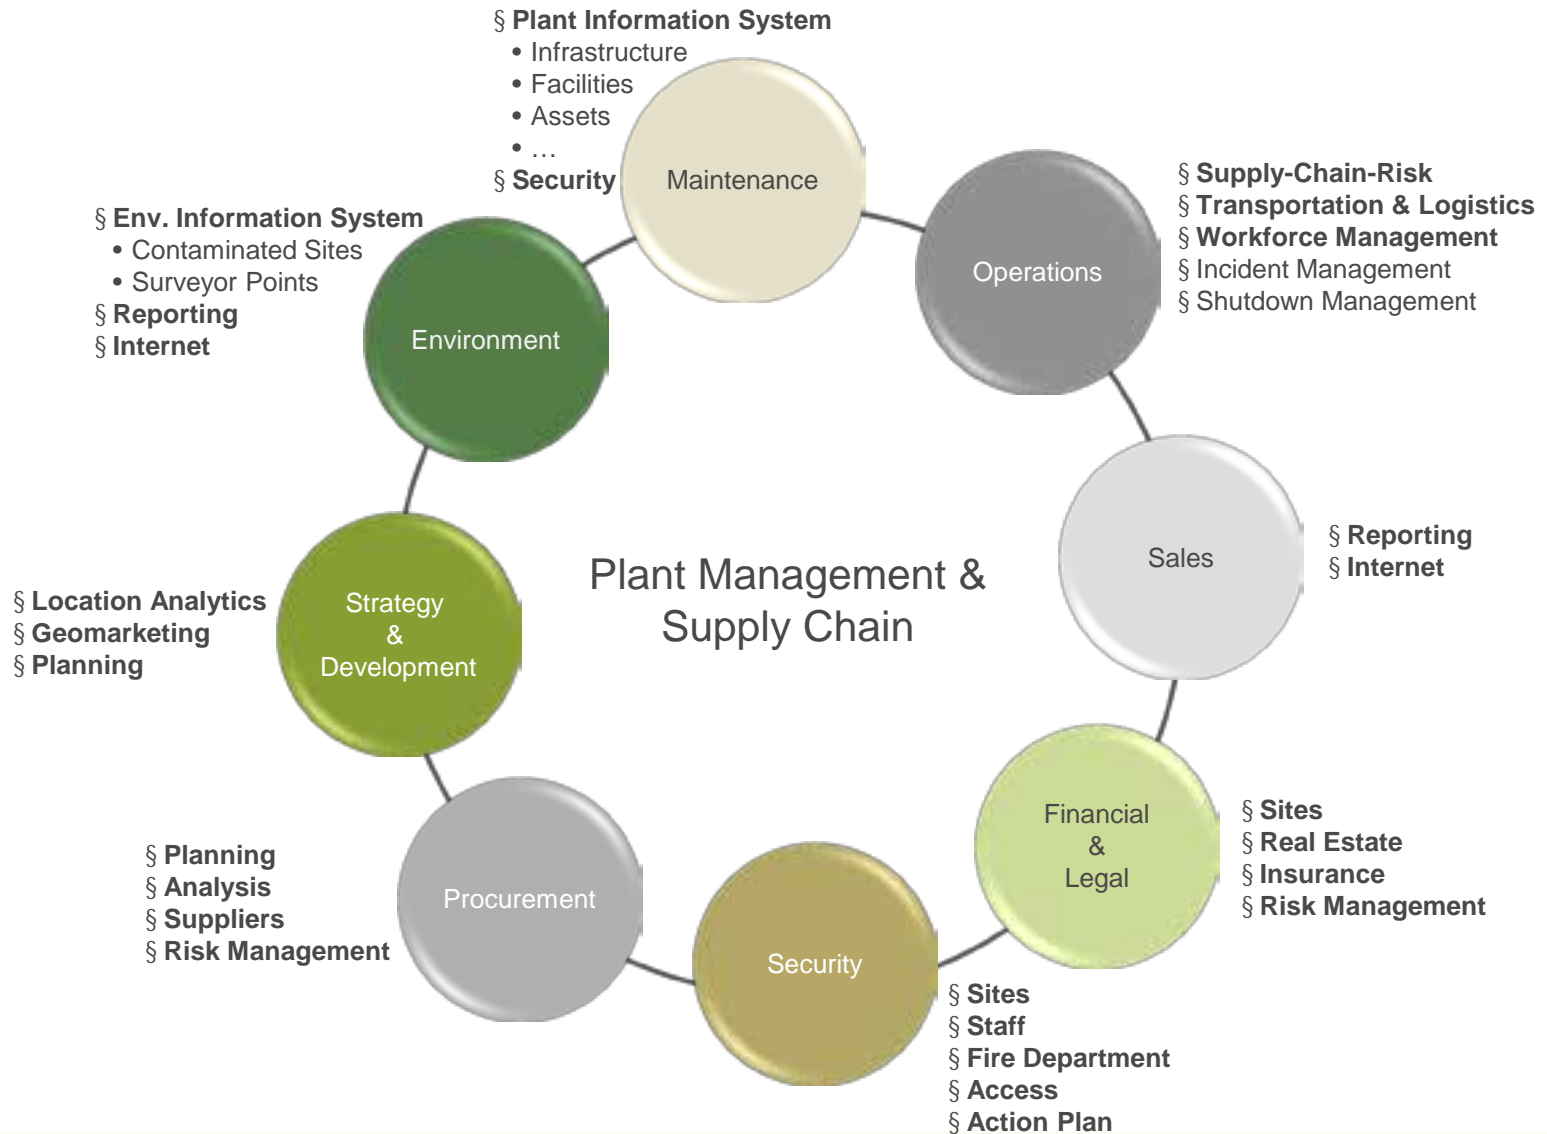 § Plant Information System
• Infrastructure
• Facilities
• Assets
• …
§ Security
Maintenance
§ Supply-Chain-Risk
§ Transportation & Logistics
§ Workforce Management
§ Incident Management
§ Shutdown Management
Operations
§ Env. Information System
• Contaminated Sites
• Surveyor Points
§ Reporting
§ Internet
Environment
Sales
§ Reporting
§ Internet
Plant Management &
Supply Chain
§ Location Analytics
§ Geomarketing
§ Planning
Strategy
&
Development
Financial
&
Legal
§ Sites
§ Real Estate
§ Insurance
§ Risk Management
§ Planning
§ Analysis
§ Suppliers
§ Risk Management
Procurement
Security
§ Sites
§ Staff
§ Fire Department
§ Access
§ Action Plan